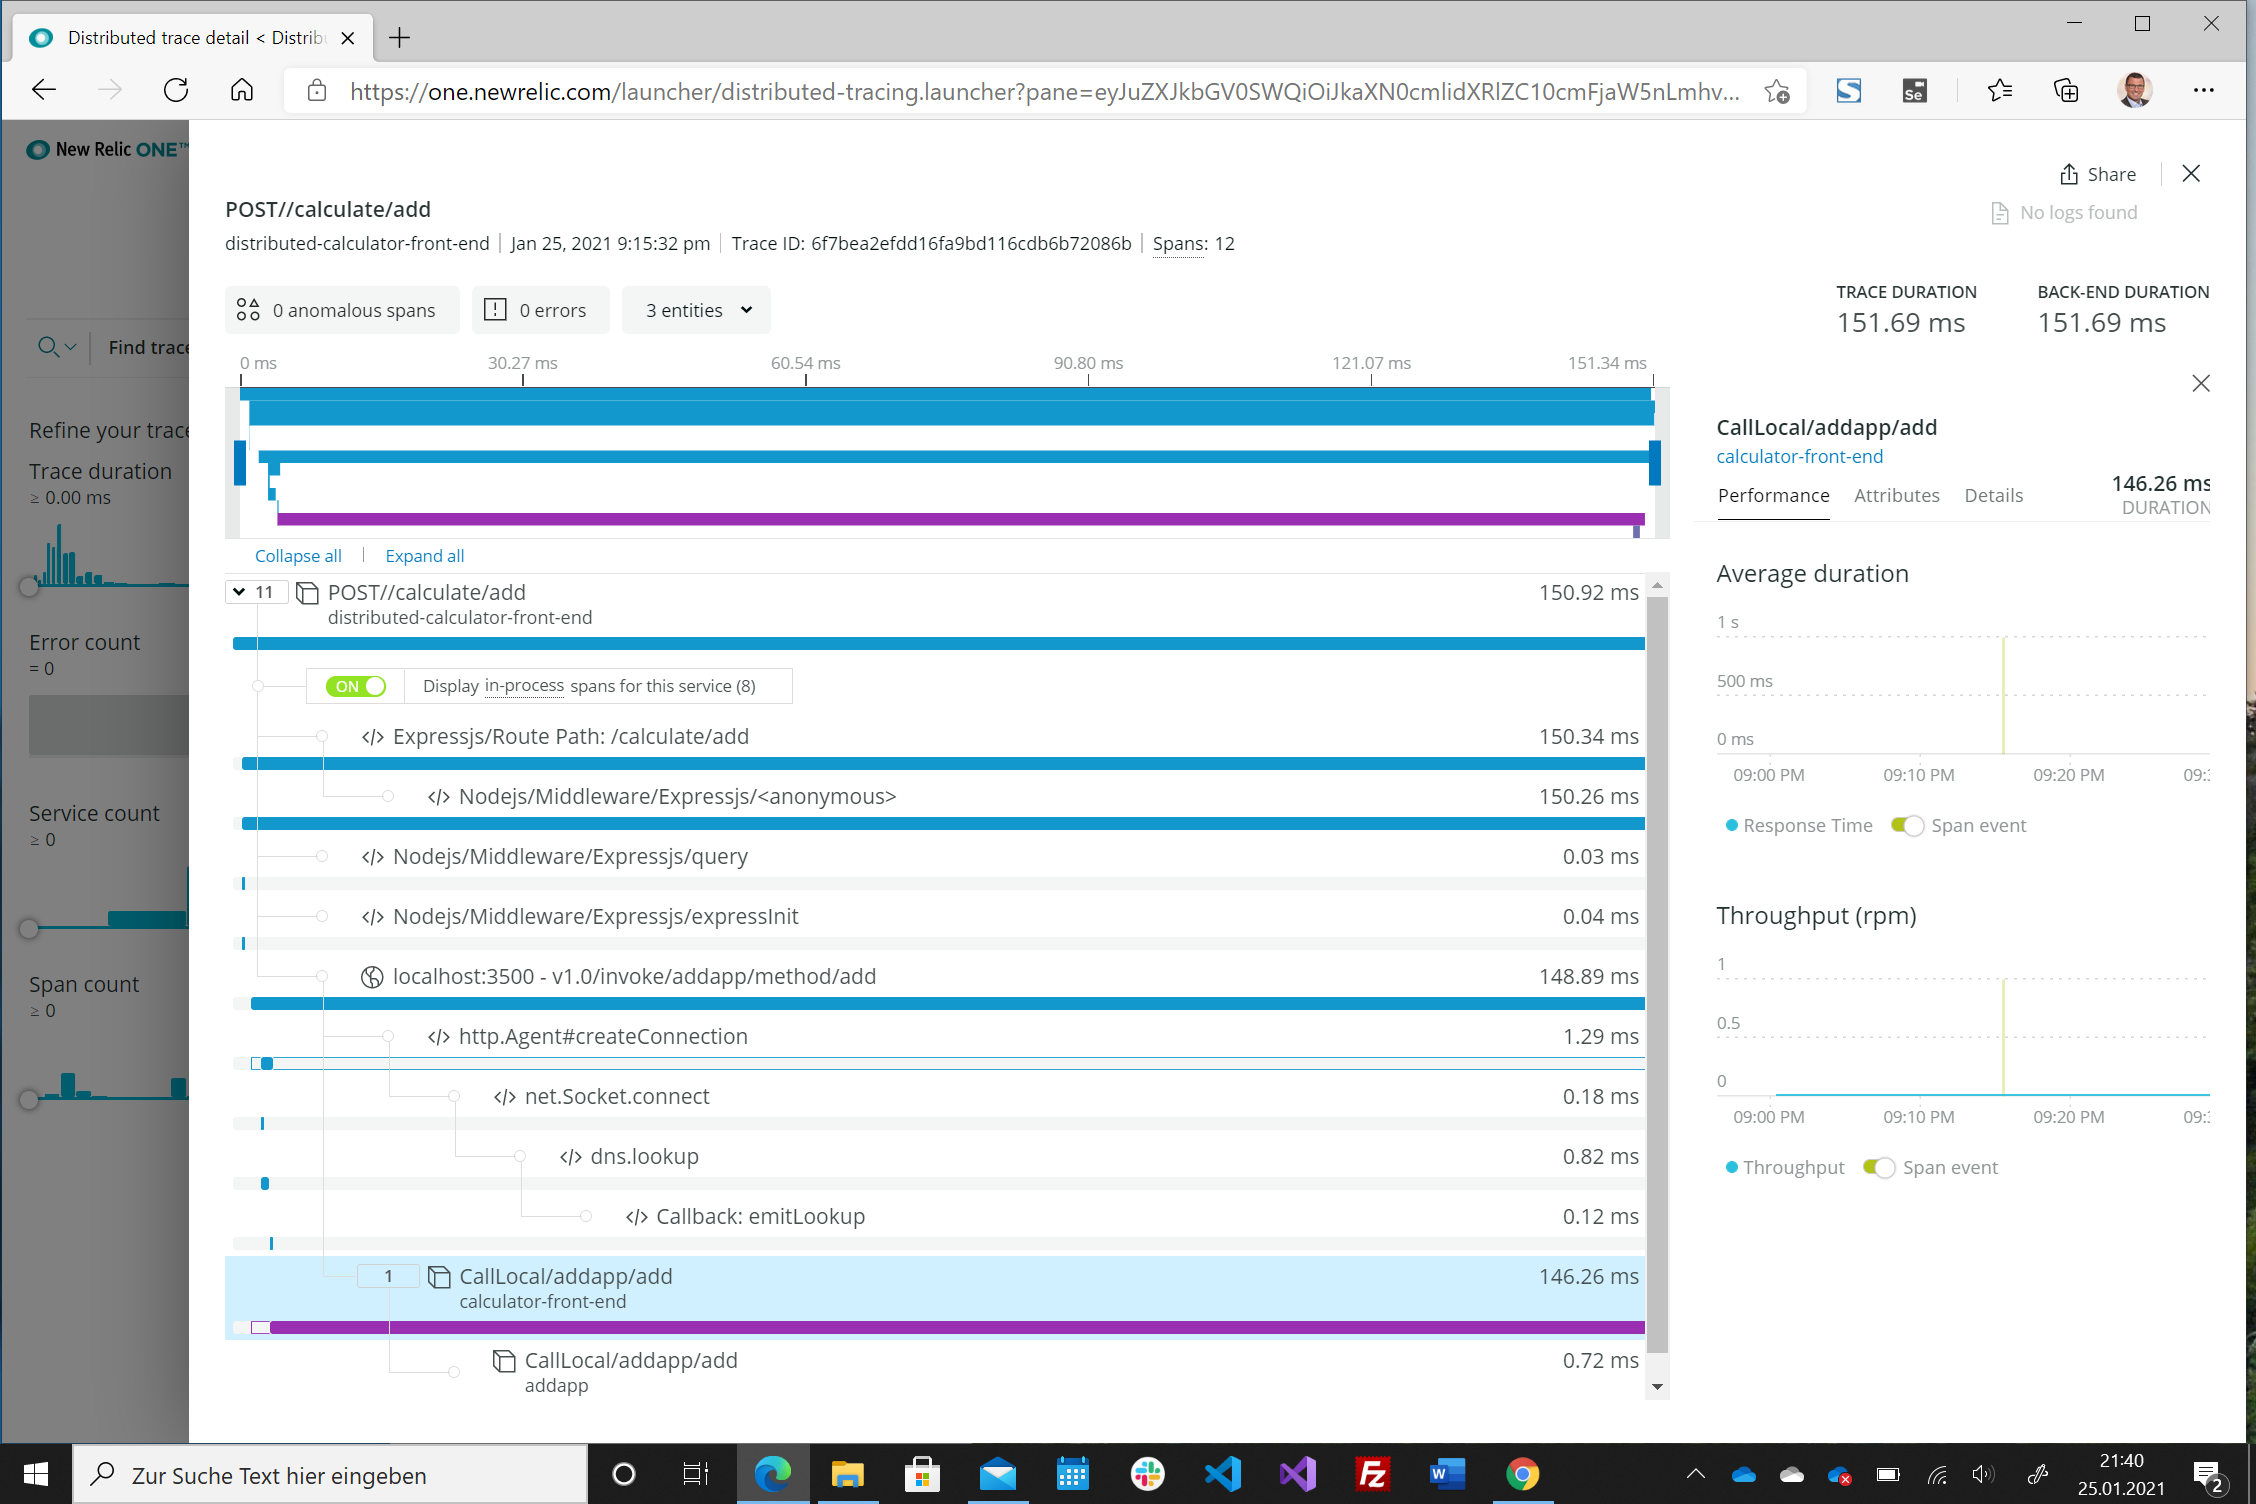 Distributed trace detail < Distrib
https://one.newrelic.com/launcher/distributed-tracing.launcher?pane=eyJuZXJkbGV0SWQiOiJkaXN0cmlidXRlZC10cmFjaW5nLmhv...
Se
New Relic ONE™
Share
POST//calculate/add
No logs found
distributed-calculator-front-end | Jan 25, 2021 9:15:32 pm | Trace ID: 6f7bea2efdd16fa9bd116cdb6b72086b | Spans: 12
0 anomalous spans
0 errors
3 entities
TRACE DURATION
151.69 ms
BACK-END DURATION
151.69 ms
Find trace
0 ms 30.27 ms 60.54 ms 90.80 ms 121.07 ms 151.34 ms
Refine your trace
Trace duration
≥ 0.00 ms
Error count
= 0
Service count
≥ 0
Span count
≥ 0
Collapse all | Expand all
11 POST//calculate/add 150.92 ms
distributed-calculator-front-end
ON Display in-process spans for this service (8)
</> Expressjs/Route Path: /calculate/add 150.34 ms
</> Nodejs/Middleware/Expressjs/<anonymous> 150.26 ms
</> Nodejs/Middleware/Expressjs/query 0.03 ms
</> Nodejs/Middleware/Expressjs/expressInit 0.04 ms
localhost:3500 - v1.0/invoke/addapp/method/add 148.89 ms
</> http.Agent#createConnection 1.29 ms
</> net.Socket.connect 0.18 ms
</> dns.lookup 0.82 ms
</> Callback: emitLookup 0.12 ms
1 CallLocal/addapp/add 146.26 ms
calculator-front-end
CallLocal/addapp/add 0.72 ms
addapp
CallLocal/addapp/add
calculator-front-end
Performance Attributes Details
146.26 ms
DURATION
Average duration
1 s
500 ms
0 ms
09:00 PM 09:10 PM 09:20 PM 09:
Response Time Span event
Throughput (rpm)
1
0.5
0
09:00 PM 09:10 PM 09:20 PM 09:
Throughput Span event
Zur Suche Text hier eingeben
Fz
W
21:40
25.01.2021
2